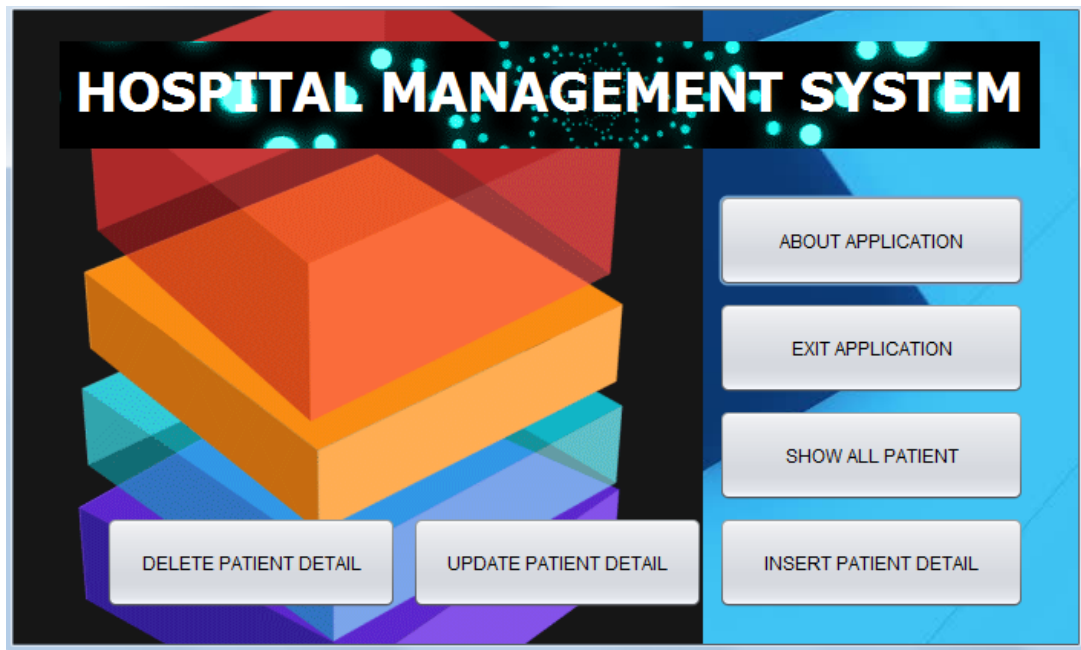 HOSPITAL MANAGEMENT SYSTEM
ABOUT APPLICATION
EXIT APPLICATION
SHOW ALL PATIENT
DELETE PATIENT DETAIL
UPDATE PATIENT DETAIL
INSERT PATIENT DETAIL